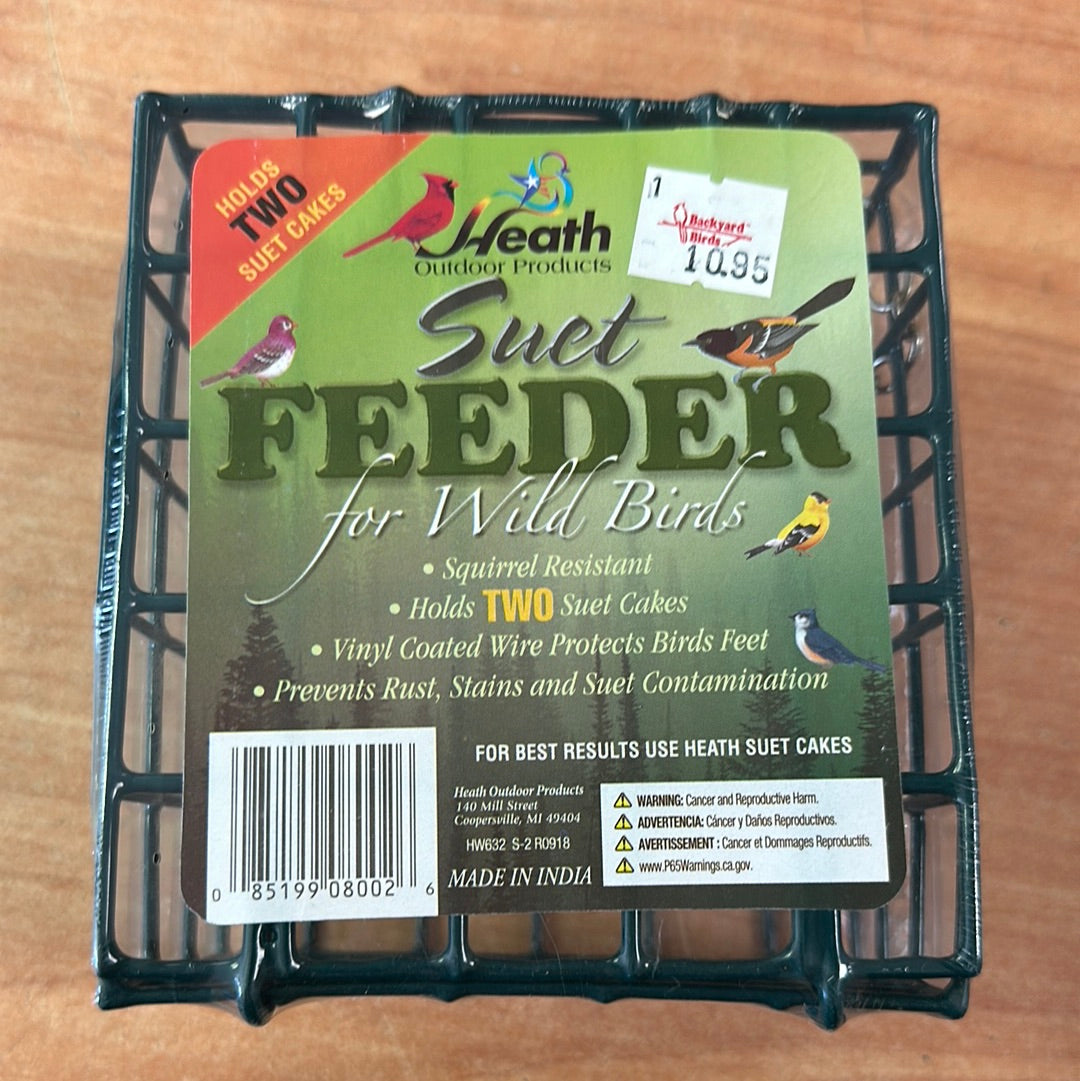 HOLDS
TWO
SUET CAKES
Heath
Outdoor Products
1
Backyard
Birds
10.95
Suet
FEEDER
for Wild Birds
• Squirrel Resistant
• Holds TWO Suet Cakes
• Vinyl Coated Wire Protects Birds Feet
• Prevents Rust, Stains and Suet Contamination
FOR BEST RESULTS USE HEATH SUET CAKES
Heath Outdoor Products
140 Mill Street
Coopersville, MI 49404
HW632 S-2 R0918
MADE IN INDIA
WARNING: Cancer and Reproductive Harm.
ADVERTENCIA: Cáncer y Daños Reproductivos.
AVERTISSEMENT : Cancer et Dommages Reproductifs.
www.P65Warnings.ca.gov.
0 85199 08002 6